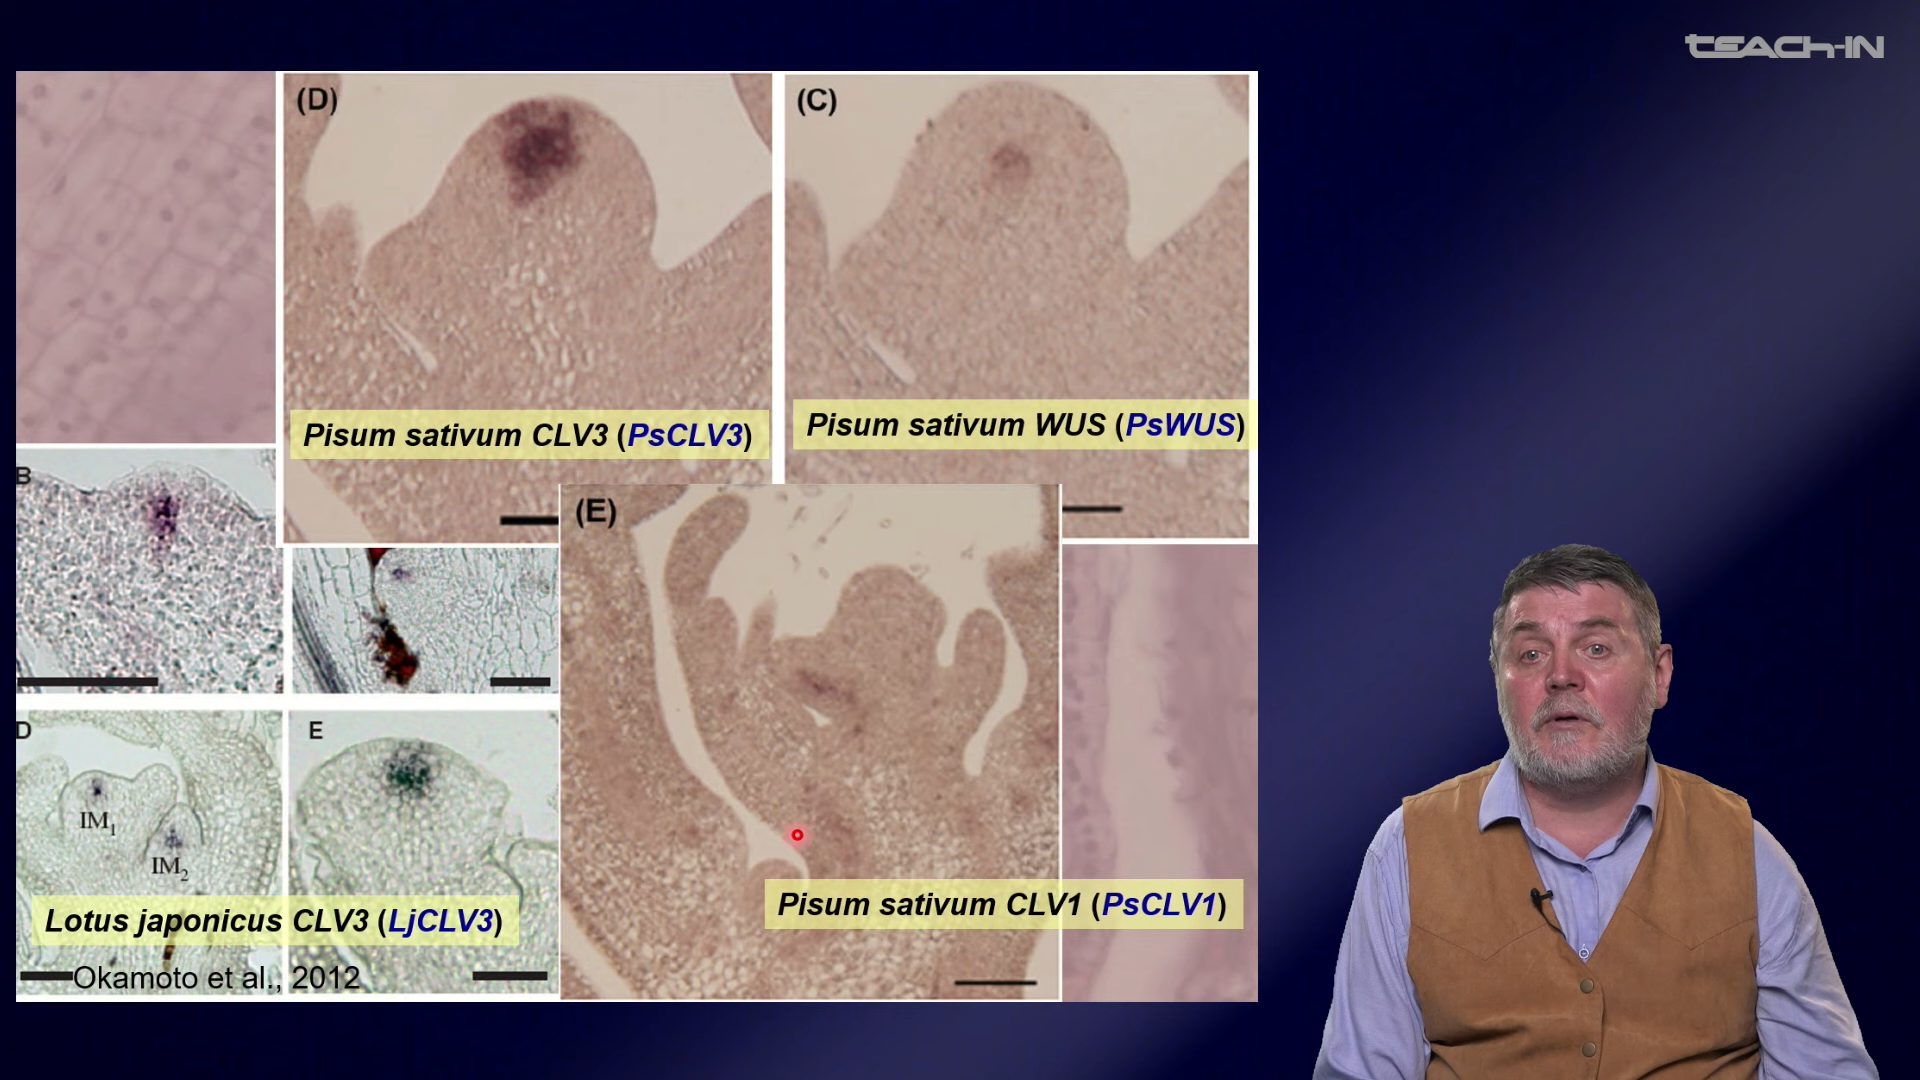 teach-in
(D)
(C)
Pisum sativum CLV3 (PsCLV3)
Pisum sativum WUS (PsWUS)
B
(E)
D
E
IM1
IM2
Pisum sativum CLV1 (PsCLV1)
Lotus japonicus CLV3 (LjCLV3)
Okamoto et al., 2012